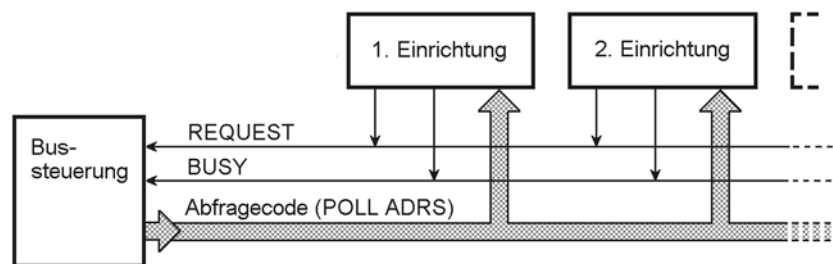 1. Einrichtung
2. Einrichtung
REQUEST
Bus-
steuerung
BUSY
Abfragecode (POLL ADRS)